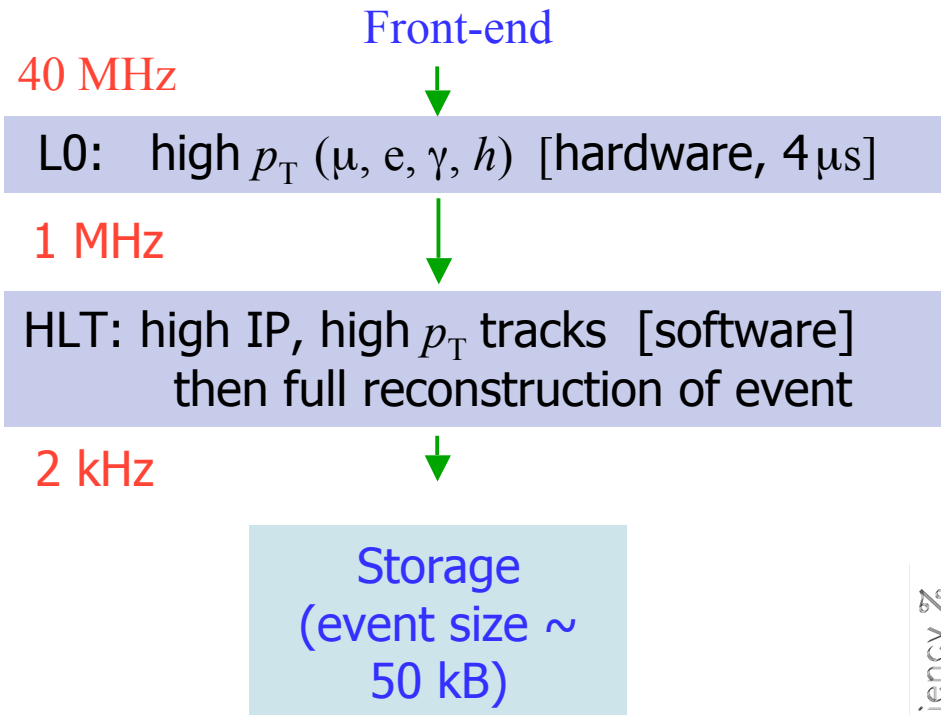 Front-end
40 MHz
L0: high pT (μ, e, γ, h) [hardware, 4 μs]
1 MHz
HLT: high IP, high pT tracks [software]
then full reconstruction of event
2 kHz
Storage
(event size ~
50 kB)